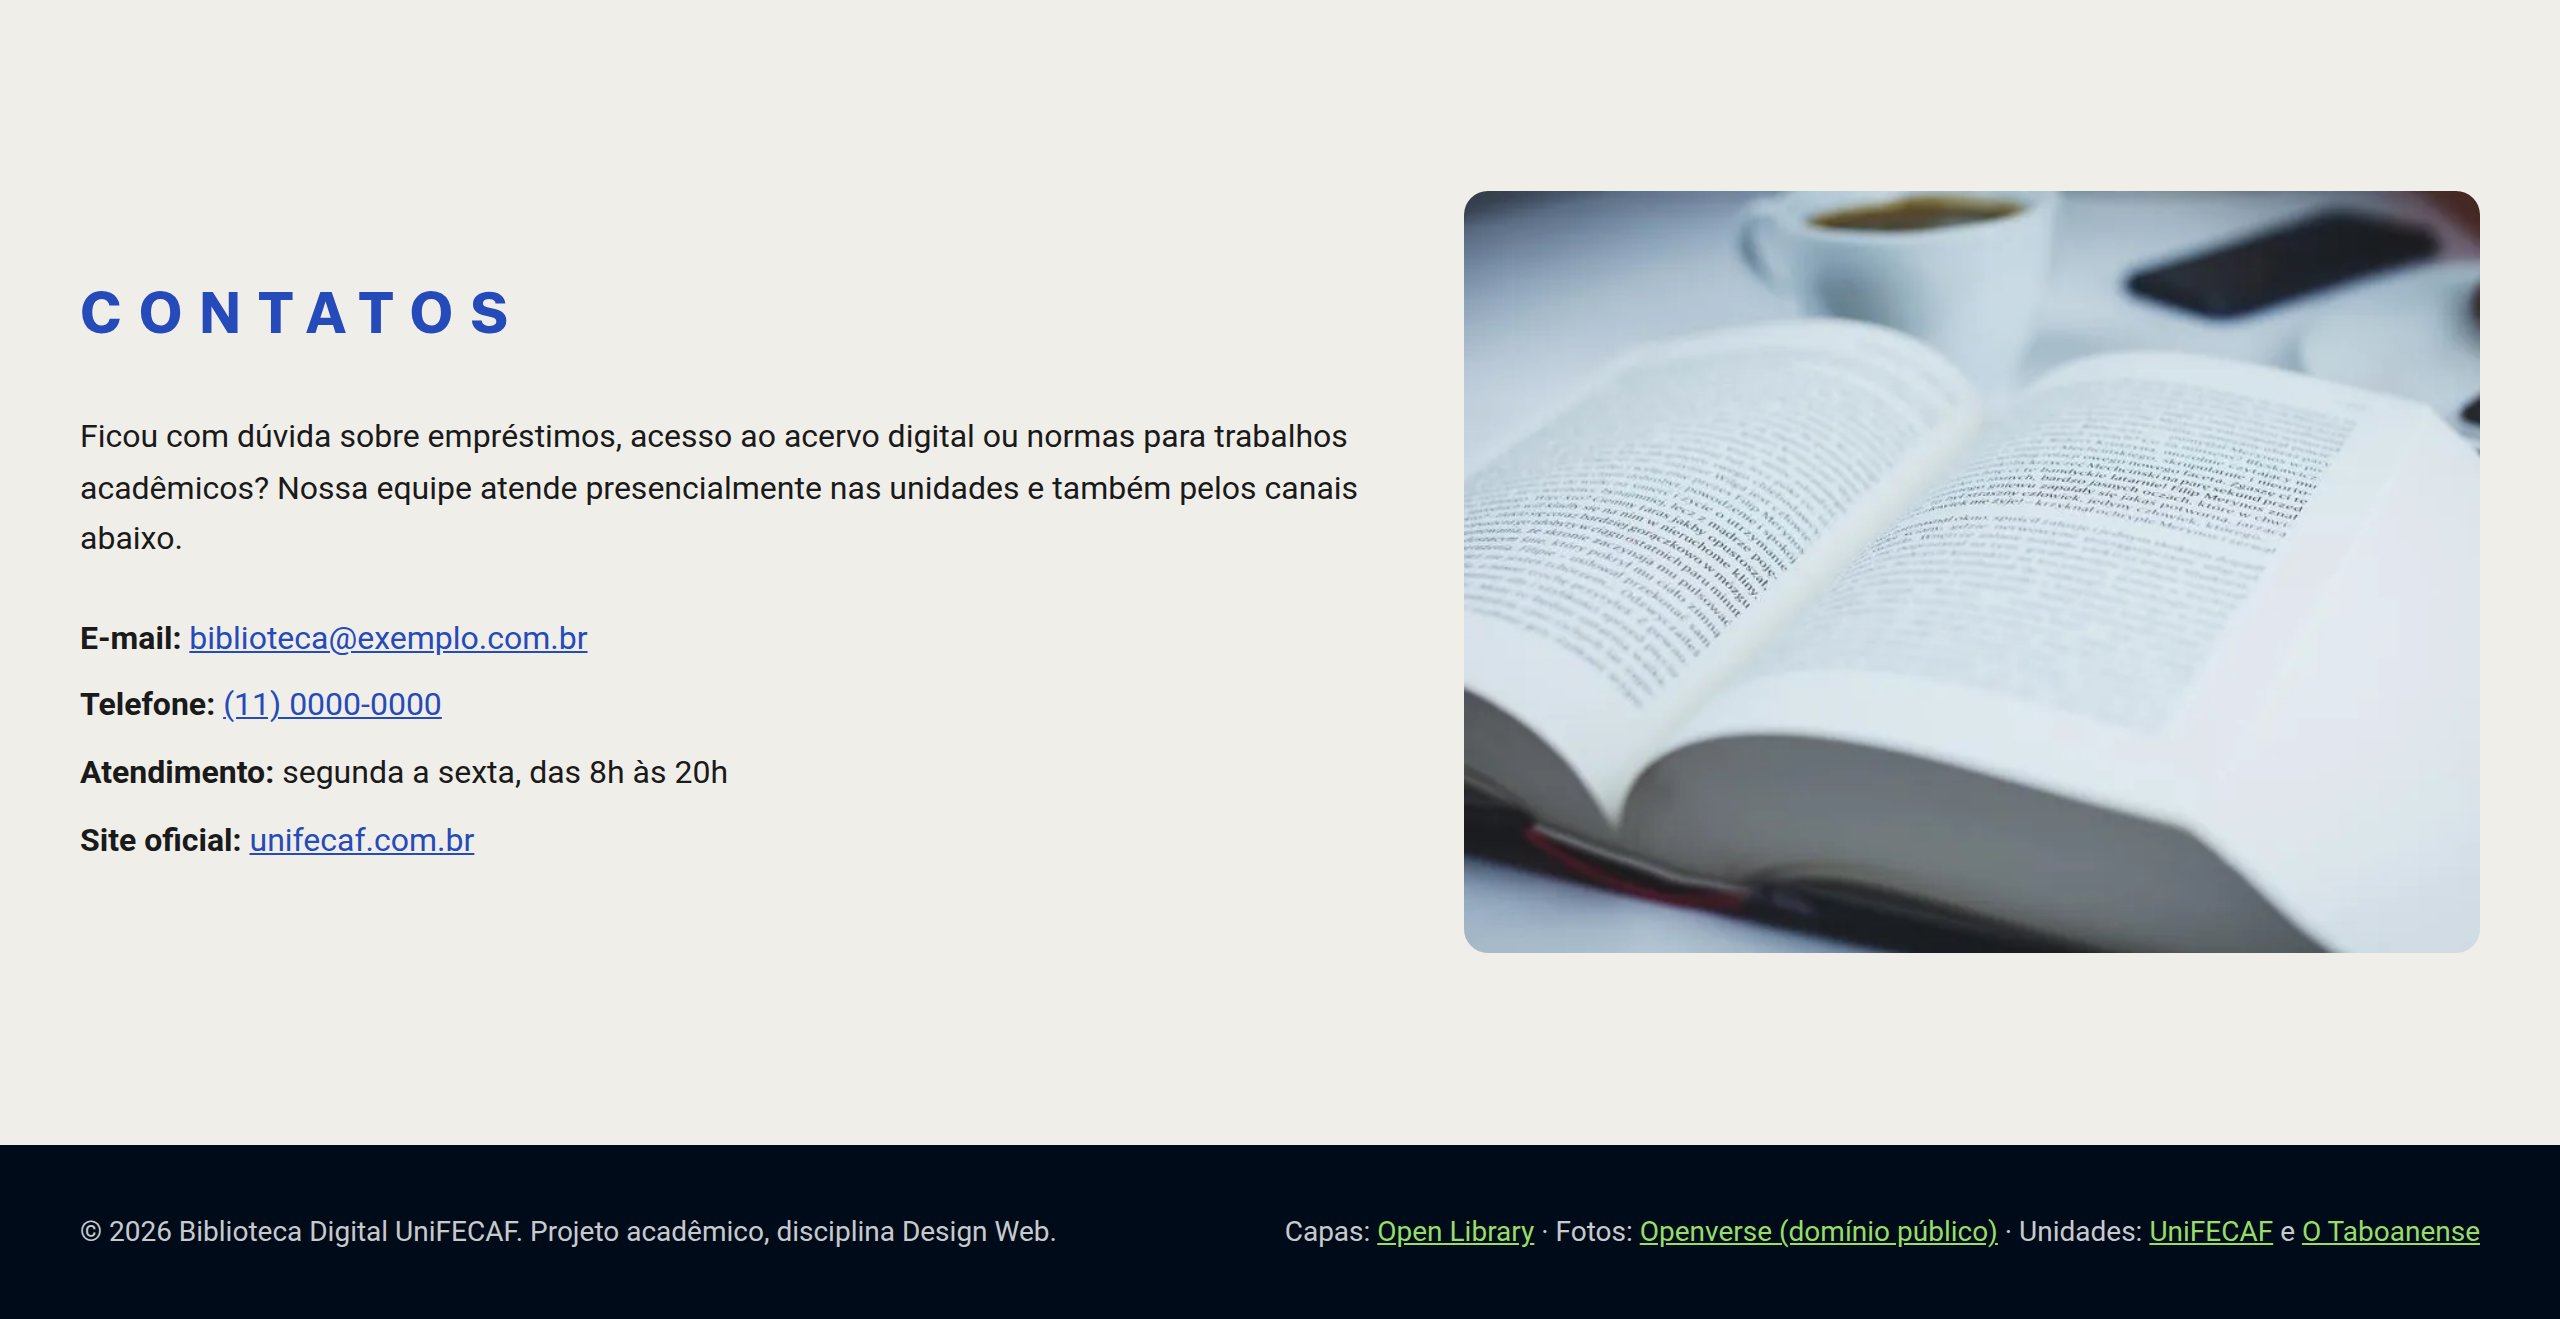 CONTATOS
Ficou com dúvida sobre empréstimos, acesso ao acervo digital ou normas para trabalhos
acadêmicos? Nossa equipe atende presencialmente nas unidades e também pelos canais
abaixo.
E-mail: biblioteca@exemplo.com.br
Telefone: (11) 0000-0000
Atendimento: segunda a sexta, das 8h às 20h
Site oficial: unifecaf.com.br
© 2026 Biblioteca Digital UniFECAF. Projeto acadêmico, disciplina Design Web.
Capas: Open Library · Fotos: Openverse (domínio público) · Unidades: UniFECAF e O Taboanense